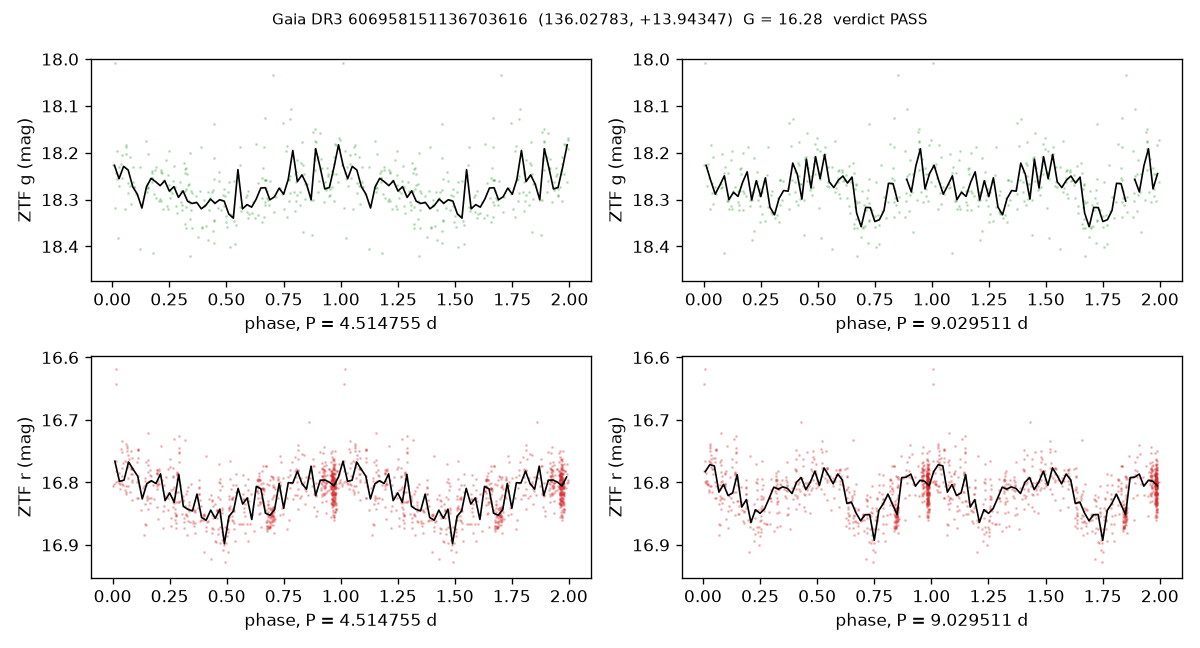 Gaia DR3 606958151136703616 (136.02783, +13.94347) G = 16.28 verdict PASS
ZTF g (mag)
18.0
18.1
18.2
18.3
18.4
0.00 0.25 0.50 0.75 1.00 1.25 1.50 1.75 2.00
phase, P = 4.514755 d
ZTF g (mag)
18.0
18.1
18.2
18.3
18.4
0.00 0.25 0.50 0.75 1.00 1.25 1.50 1.75 2.00
phase, P = 9.029511 d
ZTF r (mag)
16.6
16.7
16.8
16.9
0.00 0.25 0.50 0.75 1.00 1.25 1.50 1.75 2.00
phase, P = 4.514755 d
ZTF r (mag)
16.6
16.7
16.8
16.9
0.00 0.25 0.50 0.75 1.00 1.25 1.50 1.75 2.00
phase, P = 9.029511 d